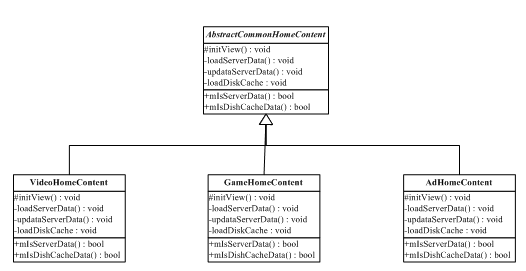 AbstractCommonHomeContent
#initView() : void
-loadServerData() : void
-updataServerData() : void
-loadDiskCache : void
+mIsServerData() : bool
+mIsDishCacheData() : bool
VideoHomeContent
#initView() : void
-loadServerData() : void
-updataServerData() : void
-loadDiskCache : void
+mIsServerData() : bool
+mIsDishCacheData() : bool
GameHomeContent
#initView() : void
-loadServerData() : void
-updataServerData() : void
-loadDiskCache : void
+mIsServerData() : bool
+mIsDishCacheData() : bool
AdHomeContent
#initView() : void
-loadServerData() : void
-updataServerData() : void
-loadDiskCache : void
+mIsServerData() : bool
+mIsDishCacheData() : bool